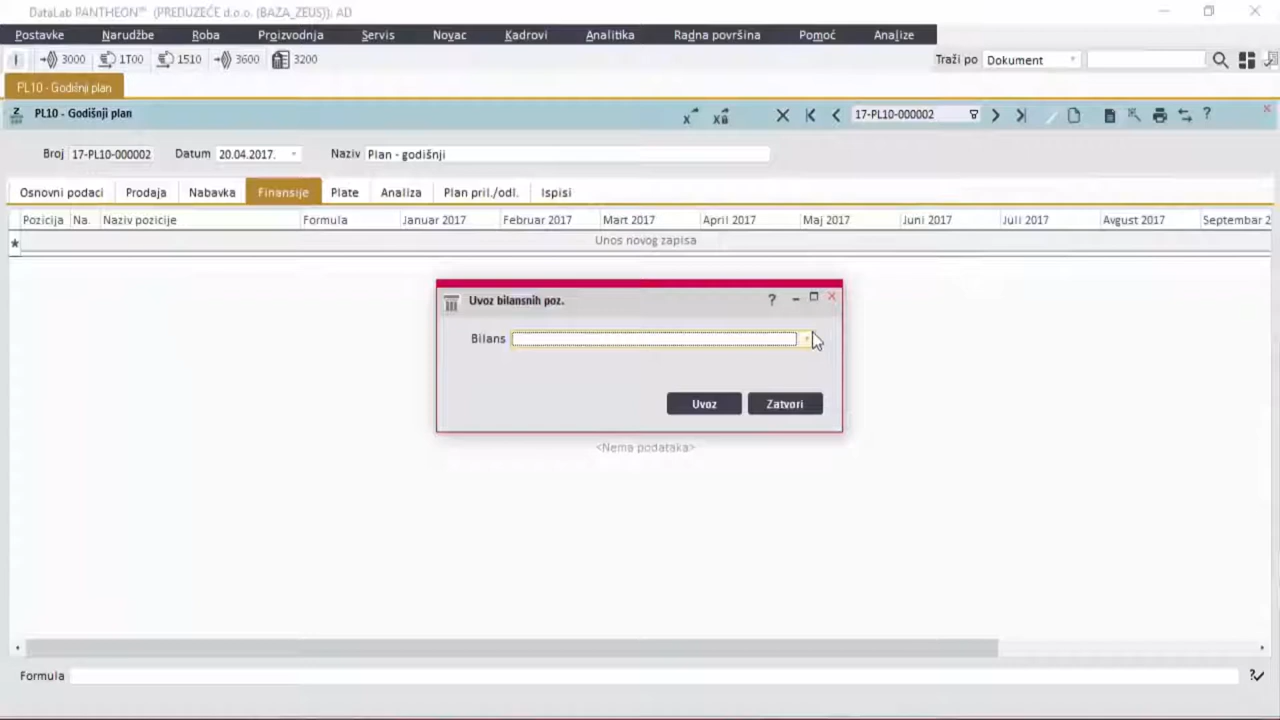 DataLab PANTHEON™ (PREDUZEĆE d.o.o. (BAZA_ZEUS)), AD
Postavke Narudžbe Roba Proizvodnja Servis Novac Kadrovi Analitika Radna površina Pomoć Analize
3000 1T00 1510 3600 3200 Traži po Dokument
PL10 - Godišnji plan
PL10 - Godišnji plan 17-PL10-000002
Broj 17-PL10-000002 Datum 20.04.2017. Naziv Plan - godišnji
Osnovni podaci Prodaja Nabavka Finansije Plate Analiza Plan pril./odl. Ispisi
Pozicija Na. Naziv pozicije Formula Januar 2017 Februar 2017 Mart 2017 April 2017 Maj 2017 Juni 2017 Juli 2017 Avgust 2017 Septembar 2
Unos novog zapisa
Uvoz bilansnih poz.
Bilans
Uvoz Zatvori
<Nema podataka>
Formula